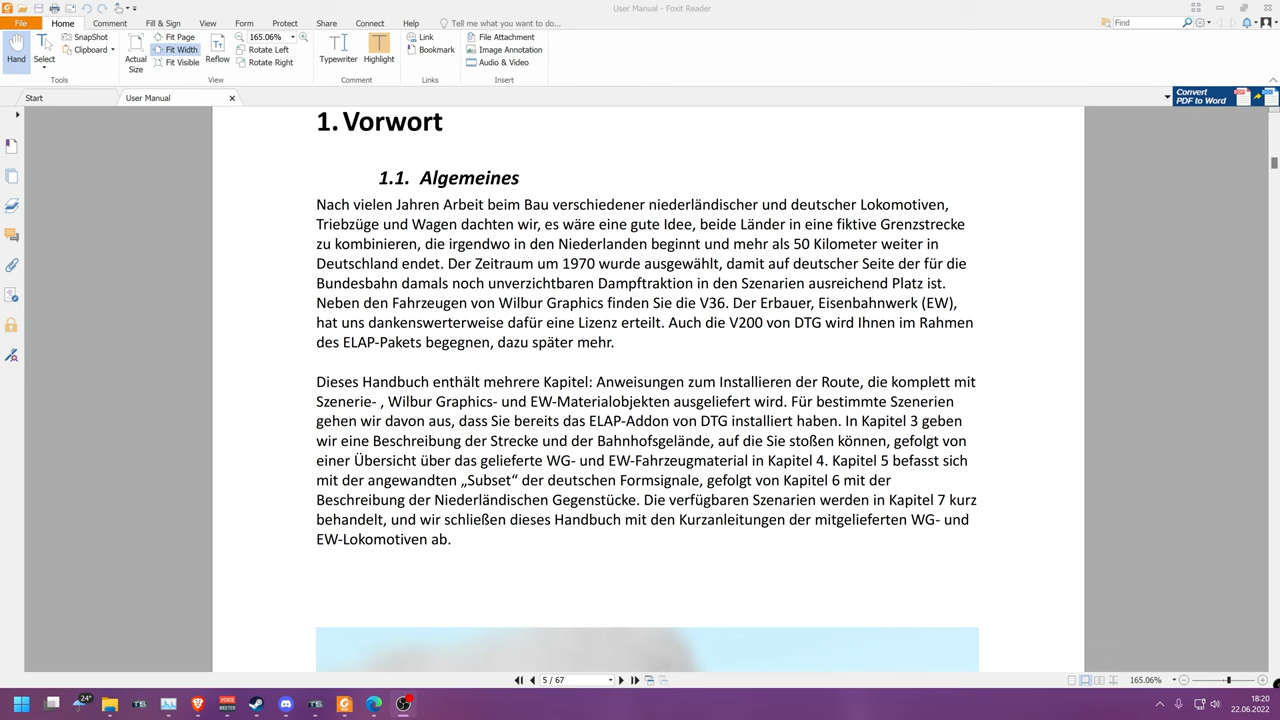 User Manual - Foxit Reader
File Home Comment Fill & Sign View Form Protect Share Connect Help Tell me what you want to do... Find
Hand
Select
SnapShot
Clipboard
Tools
Actual Size
Fit Page
Fit Width
Fit Visible
Reflow
165.06%
Rotate Left
Rotate Right
View
Typewriter
Highlight
Comment
Link
Bookmark
Links
File Attachment
Image Annotation
Audio & Video
Insert
Start
User Manual
Convert
PDF to Word
1. Vorwort
1.1. Algemeines
Nach vielen Jahren Arbeit beim Bau verschiedener niederländischer und deutscher Lokomotiven,
Triebzüge und Wagen dachten wir, es wäre eine gute Idee, beide Länder in eine fiktive Grenzstrecke
zu kombinieren, die irgendwo in den Niederlanden beginnt und mehr als 50 Kilometer weiter in
Deutschland endet. Der Zeitraum um 1970 wurde ausgewählt, damit auf deutscher Seite der für die
Bundesbahn damals noch unverzichtbaren Dampftraktion in den Szenarien ausreichend Platz ist.
Neben den Fahrzeugen von Wilbur Graphics finden Sie die V36. Der Erbauer, Eisenbahnwerk (EW),
hat uns dankenswerterweise dafür eine Lizenz erteilt. Auch die V200 von DTG wird Ihnen im Rahmen
des ELAP-Pakets begegnen, dazu später mehr.
Dieses Handbuch enthält mehrere Kapitel: Anweisungen zum Installieren der Route, die komplett mit
Szenerie- , Wilbur Graphics- und EW-Materialobjekten ausgeliefert wird. Für bestimmte Szenerien
gehen wir davon aus, dass Sie bereits das ELAP-Addon von DTG installiert haben. In Kapitel 3 geben
wir eine Beschreibung der Strecke und der Bahnhofsgelände, auf die Sie stoßen können, gefolgt von
einer Übersicht über das gelieferte WG- und EW-Fahrzeugmaterial in Kapitel 4. Kapitel 5 befasst sich
mit der angewandten „Subset“ der deutschen Formsignale, gefolgt von Kapitel 6 mit der
Beschreibung der Niederländischen Gegenstücke. Die verfügbaren Szenarien werden in Kapitel 7 kurz
behandelt, und wir schließen dieses Handbuch mit den Kurzanleitungen der mitgelieferten WG- und
EW-Lokomotiven ab.
5 / 67
165.06%
24°
VOICE
MEETER
18:20
22.06.2022